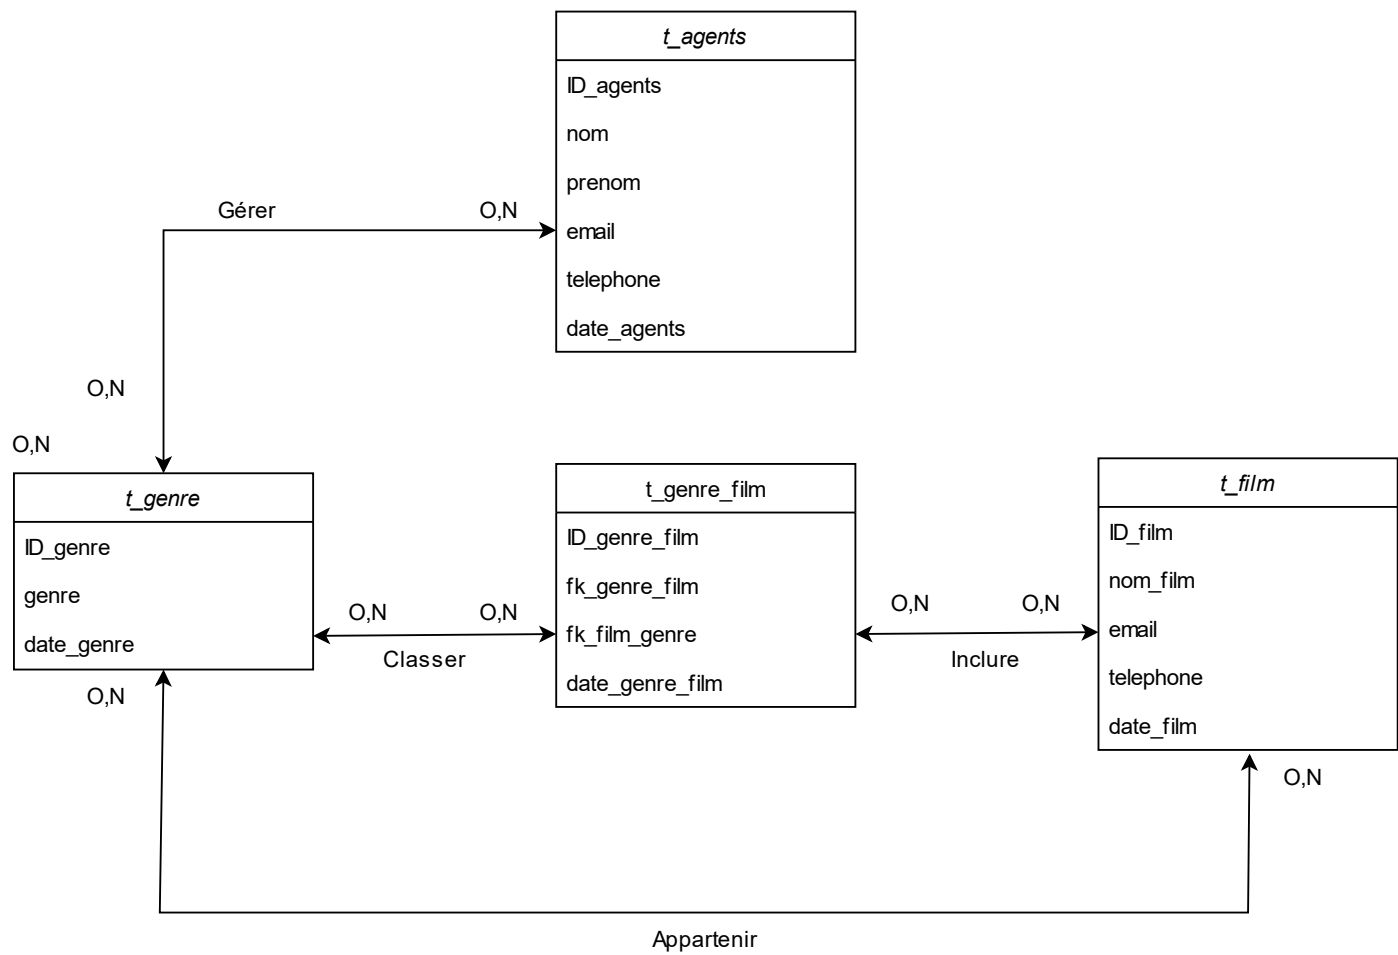 t_agents
ID_agents
nom
prenom
email
telephone
date_agents
Gérer
O,N
O,N
O,N
t_genre
ID_genre
genre
date_genre
O,N
O,N
O,N
Classer
t_genre_film
ID_genre_film
fk_genre_film
fk_film_genre
date_genre_film
O,N
O,N
Inclure
t_film
ID_film
nom_film
email
telephone
date_film
O,N
Appartenir